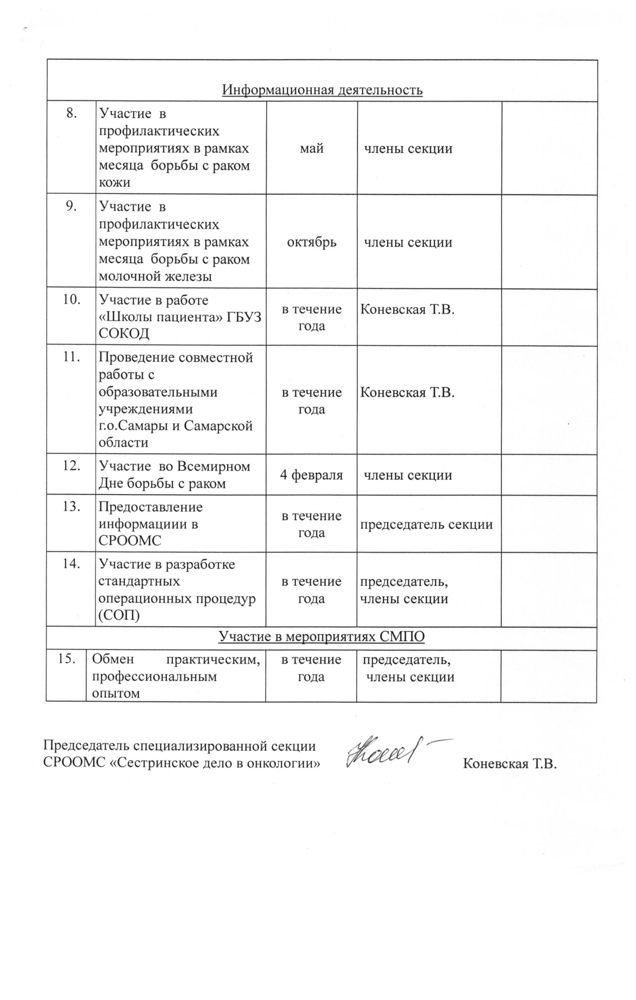 Информационная деятельность
8.
Участие в
профилактических
мероприятиях в рамках
месяца борьбы с раком
кожи
май
члены секции
9.
Участие в
профилактических
мероприятиях в рамках
месяца борьбы с раком
молочной железы
октябрь
члены секции
10.
Участие в работе
«Школы пациента» ГБУЗ
СОКОД
в течение
года
Коневская Т.В.
11.
Проведение совместной
работы с
образовательными
учреждениями
г.о.Самары и Самарской
области
в течение
года
Коневская Т.В.
12.
Участие во Всемирном
Дне борьбы с раком
4 февраля
члены секции
13.
Предоставление
информациии в
СРООМС
в течение
года
председатель секции
14.
Участие в разработке
стандартных
операционных процедур
(СОП)
в течение
года
председатель,
члены секции
Участие в мероприятиях СМПО
15.
Обмен практическим,
профессиональным
опытом
в течение
года
председатель,
члены секции
Председатель специализированной секции
СРООМС «Сестринское дело в онкологии»
Коневская Т.В.